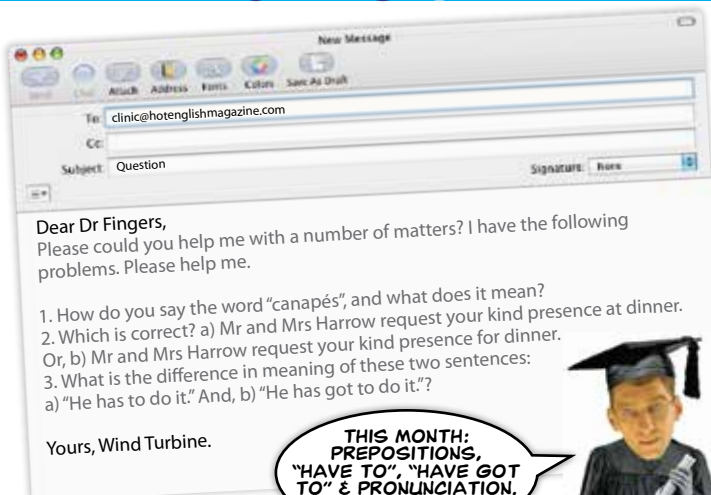 New Message
Attach Address Fonts Colors Save As Draft
To: clinic@hotenglishmagazine.com
Cc:
Subject: Question
Signature: None
Dear Dr Fingers,
Please could you help me with a number of matters? I have the following
problems. Please help me.
1. How do you say the word “canapés”, and what does it mean?
2. Which is correct? a) Mr and Mrs Harrow request your kind presence at dinner.
Or, b) Mr and Mrs Harrow request your kind presence for dinner.
3. What is the difference in meaning of these two sentences:
a) “He has to do it.” And, b) “He has got to do it.”?
Yours, Wind Turbine.
THIS MONTH:
PREPOSITIONS,
“HAVE TO”, “HAVE GOT
TO” & PRONUNCIATION.